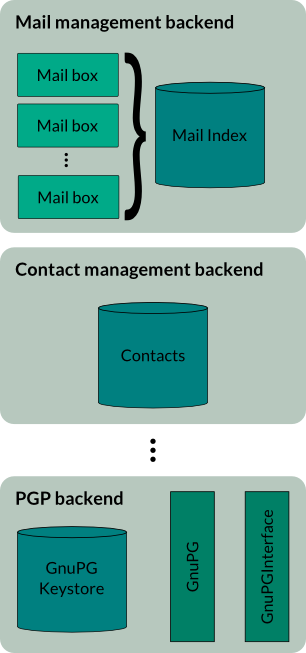 Mail management backend
Mail box
Mail box
Mail box
Mail Index
Contact management backend
Contacts
PGP backend
GnuPG
Keystore
GnuPG
GnuPGInterface